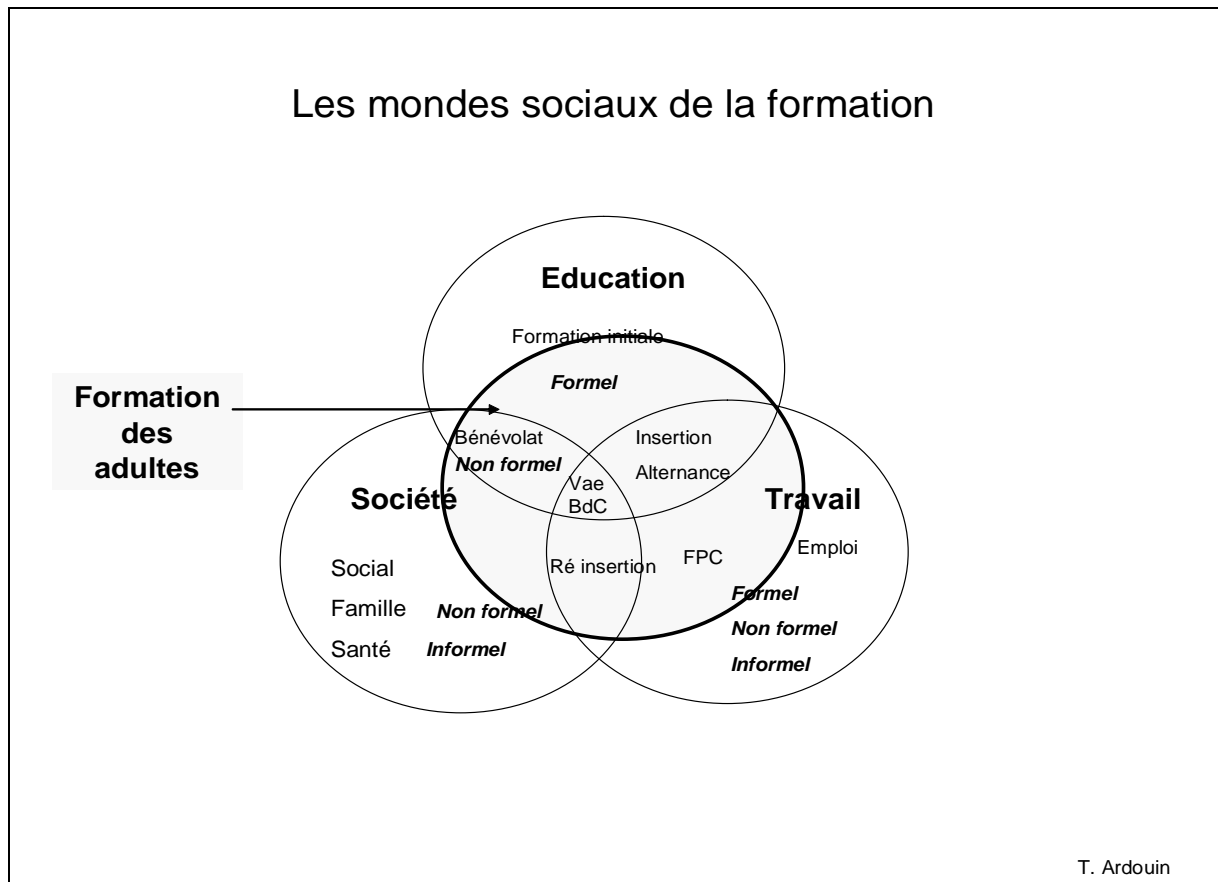 Les mondes sociaux de la formation
Education
Formation initiale
Formel
Formation
des
adultes
Bénévolat
Non formel
Insertion
Alternance
Vae
BdC
Société
Travail
Ré insertion
FPC
Emploi
Social
Famille
Santé
Non formel
Informel
Formel
Non formel
Informel
T. Ardouin